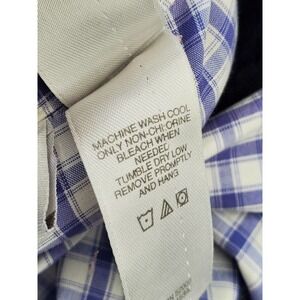 MACHINE WASH COOL
ONLY NON-CHLORINE
BLEACH WHEN
NEEDED
TUMBLE DRY LOW
REMOVE PROMPTLY
AND HANG